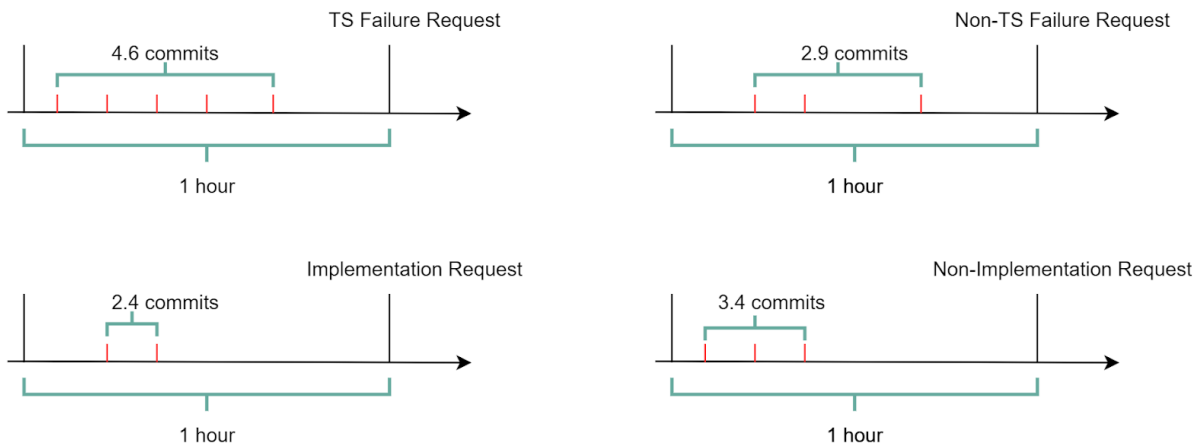 TS Failure Request
4.6 commits
1 hour
Non-TS Failure Request
2.9 commits
1 hour
Implementation Request
2.4 commits
1 hour
Non-Implementation Request
3.4 commits
1 hour